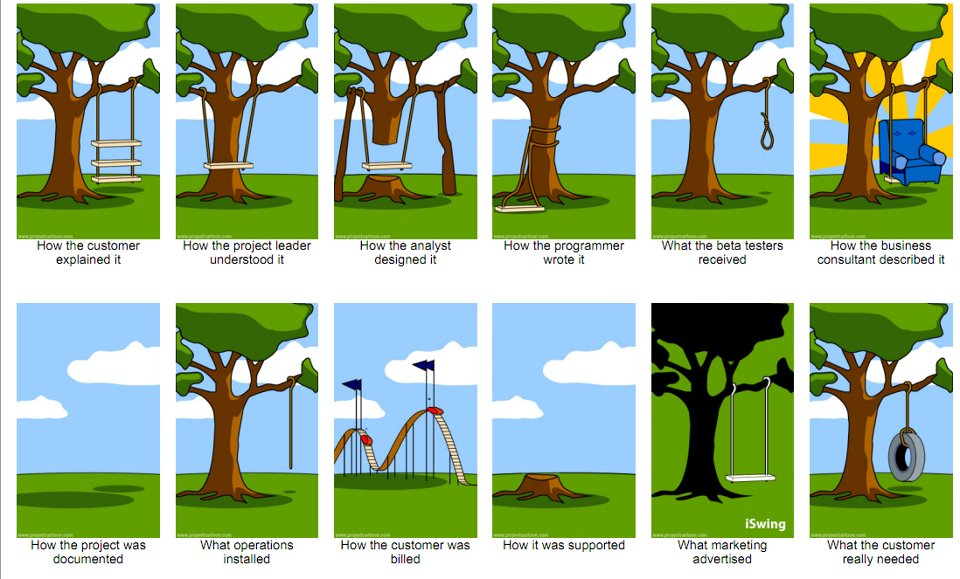 www.projectcartoon.com
www.projectcartoon.com
www.projectcartoon.com
www.projectcartoon.com
www.projectcartoon.com
www.projectcartoon.com
How the customer
explained it
How the project leader
understood it
How the analyst
designed it
How the programmer
wrote it
What the beta testers
received
How the business
consultant described it
iSwing
www.projectcartoon.com
www.projectcartoon.com
www.projectcartoon.com
www.projectcartoon.com
www.projectcartoon.com
www.projectcartoon.com
How the project was
documented
What operations
installed
How the customer was
billed
How it was supported
What marketing
advertised
What the customer
really needed